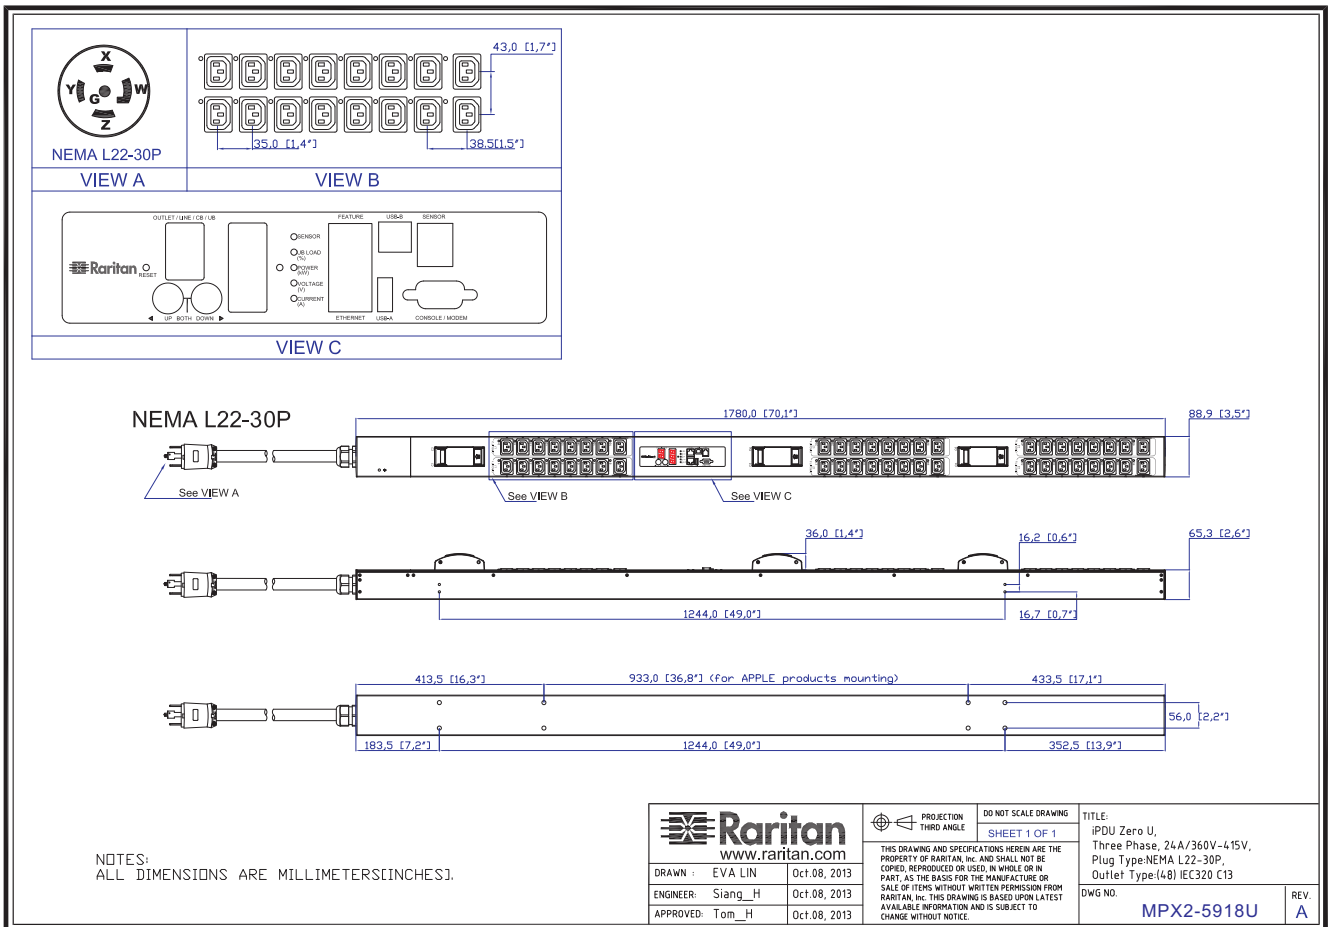 X
Y
W
G
Z
NEMA L22-30P
VIEW A
43,0 [1,7"]
35,0 [1,4"]
38.5[1.5"]
VIEW B
OUTLET / LINE / CB / UB
FEATURE
USB-B
SENSOR
SENSOR
UB LOAD
(%)
POWER
(kW)
VOLTAGE
(V)
CURRENT
(A)
Raritan
RESET
UP BOTH DOWN
ETHERNET
USB-A
CONSOLE / MODEM
VIEW C
NEMA L22-30P
1780,0 [70,1"]
88,9 [3,5"]
See VIEW A
See VIEW B
See VIEW C
36,0 [1,4"]
16,2 [0,6"]
65,3 [2,6"]
1244,0 [49,0"]
16,7 [0,7"]
413,5 [16,3"]
933,0 [36,8"] (for APPLE products mounting)
433,5 [17,1"]
56,0 [2,2"]
183,5 [7,2"]
1244,0 [49,0"]
352,5 [13,9"]
NOTES:
ALL DIMENSIONS ARE MILLIMETERS[INCHES].
Raritan
www.raritan.com
DRAWN : EVA LIN Oct.08, 2013
ENGINEER: Siang_H Oct.08, 2013
APPROVED: Tom_H Oct.08, 2013
PROJECTION
THIRD ANGLE
DO NOT SCALE DRAWING
SHEET 1 OF 1
THIS DRAWING AND SPECIFICATIONS HEREIN ARE THE
PROPERTY OF RARITAN, Inc. AND SHALL NOT BE
COPIED, REPRODUCED OR USED, IN WHOLE OR IN
PART, AS THE BASIS FOR THE MANUFACTURE OR
SALE OF ITEMS WITHOUT WRITTEN PERMISSION FROM
RARITAN, Inc. THIS DRAWING IS BASED UPON LATEST
AVAILABLE INFORMATION AND IS SUBJECT TO
CHANGE WITHOUT NOTICE.
TITLE:
iPDU Zero U,
Three Phase, 24A/360V-415V,
Plug Type:NEMA L22-30P,
Outlet Type:(48) IEC320 C13
DWG NO.
MPX2-5918U
REV.
A